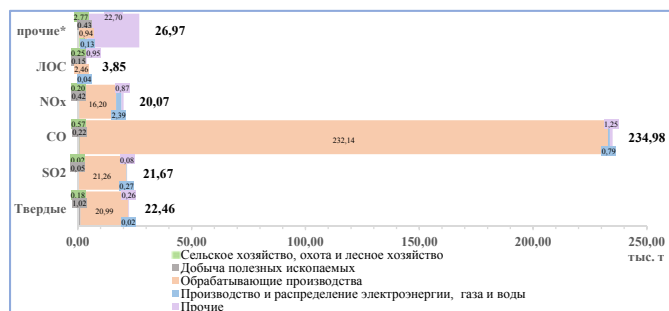 2,77 22,70
0,43
прочие* 0,94 26,97
0,13
0,25 0,95
0,15
ЛОС 2,46 3,85
0,04
0,20 0,87
0,42
NOx 16,20 20,07
2,39
0,57 1,25
0,22
CO 232,14 234,98
0,79
0,07 0,08
0,05
SO2 21,26 21,67
0,27
0,18 0,26
1,02
Твердые 20,99 22,46
0,02
0,00 50,00 100,00 150,00 200,00 250,00
тыс. т
Сельское хозяйство, охота и лесное хозяйство
Добыча полезных ископаемых
Обрабатывающие производства
Производство и распределение электроэнергии, газа и воды
Прочие